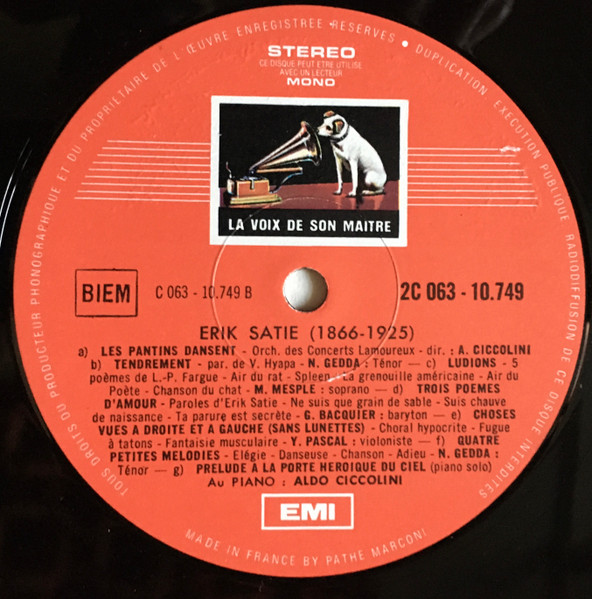 TOUS DROITS DU PRODUCTEUR PHONOGRAPHIQUE ET DU PROPRIETAIRE DE L'ŒUVRE ENREGISTREE RESERVES • DUPLICATION EXECUTION PUBLIQUE RADIODIFFUSION DE CE DISQUE INTERDITES
STEREO
CE DISQUE PEUT ETRE UTILISE
AVEC UN LECTEUR
MONO
LA VOIX DE SON MAITRE
BIEM
C 063 - 10.749 B
2C 063 - 10.749
ERIK SATIE (1866-1925)
a) LES PANTINS DANSENT - Orch. des Concerts Lamoureux - dir. : A. CICCOLINI
b) TENDREMENT - par. de V. Hyapa - N. GEDDA : Ténor - c) LUDIONS - 5
poèmes de L.-P. Fargue - Air du rat - Spleen - La grenouille américaine - Air du
Poète - Chanson du chat - M. MESPLE : soprano - d) TROIS POEMES
D'AMOUR - Paroles d'Erik Satie - Ne suis que grain de sable - Suis chauve
de naissance - Ta parure est secrète - G. BACQUIER : baryton - e) CHOSES
VUES A DROITE ET A GAUCHE (SANS LUNETTES) - Choral hypocrite - Fugue
à tatons - Fantaisie musculaire - Y. PASCAL : violoniste - f) QUATRE
PETITES MELODIES - Elégie - Danseuse - Chanson - Adieu - N. GEDDA :
Ténor - g) PRELUDE A LA PORTE HEROIQUE DU CIEL (piano solo)
Au PIANO : ALDO CICCOLINI
EMI
MADE IN FRANCE BY PATHE MARCONI